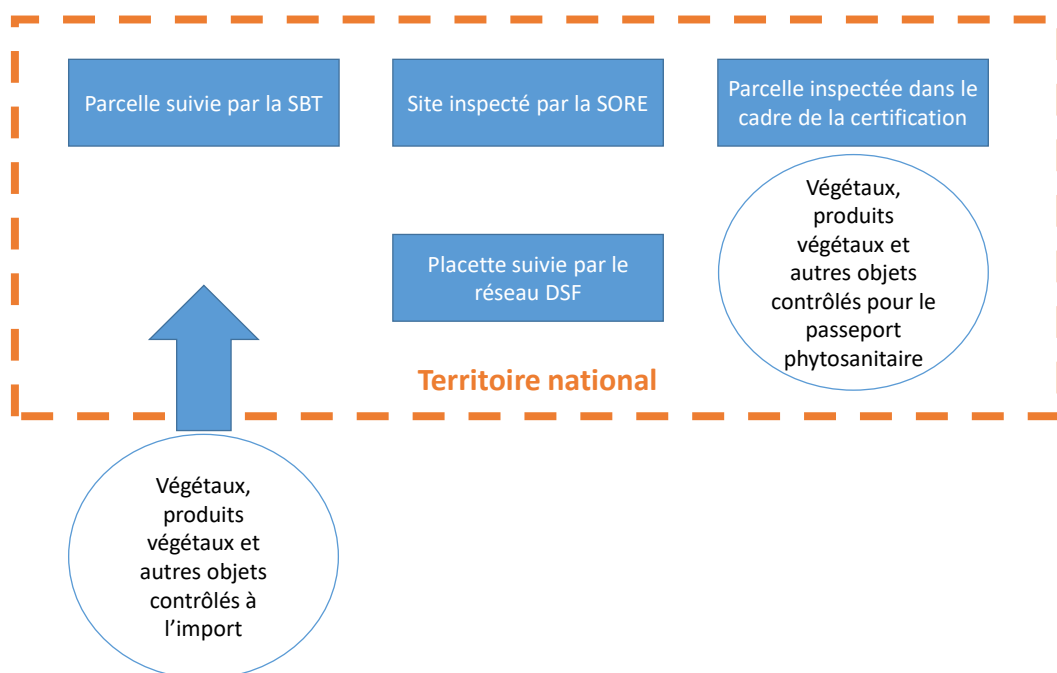 Parcelle suivie par la SBT
Site inspecté par la SORE
Parcelle inspectée dans le
cadre de la certification
Végétaux,
produits
végétaux et
autres objets
contrôlés pour le
passeport
phytosanitaire
Placette suivie par le
réseau DSF
Territoire national
Végétaux,
produits
végétaux et
autres objets
contrôlés à
l’import